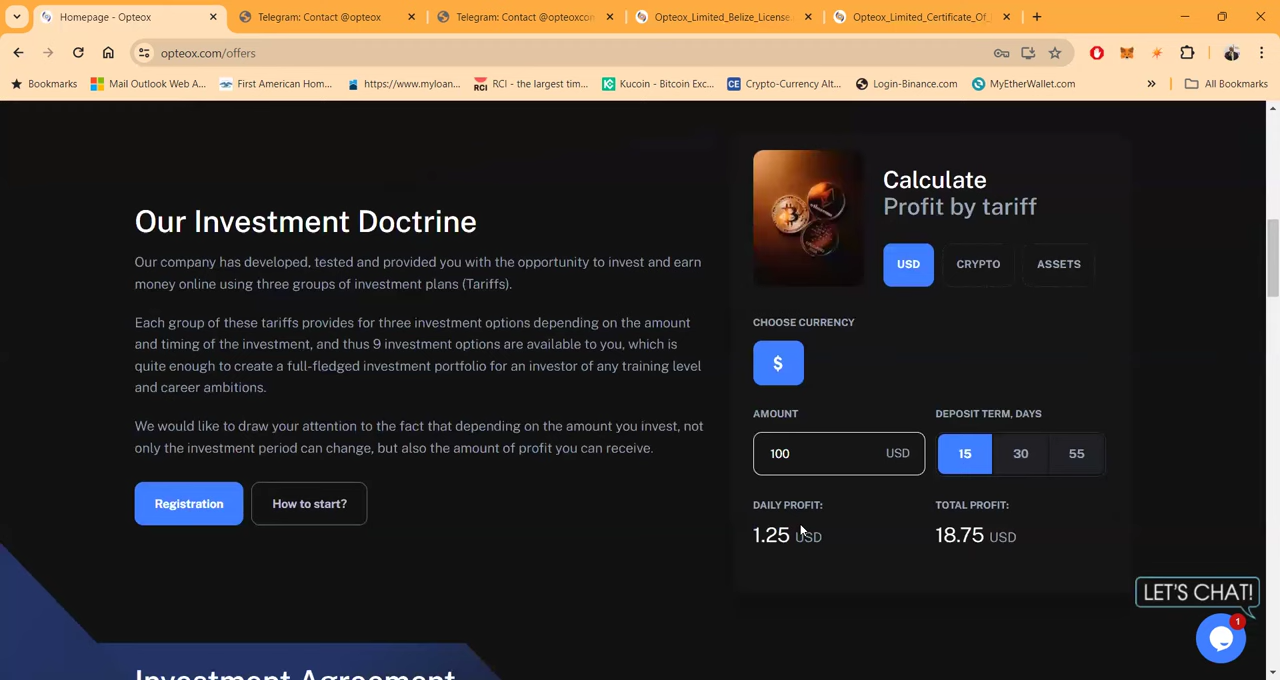 Homepage - Opteox
Telegram: Contact @opteox
Telegram: Contact @opteoxcon
Opteox_Limited_Belize_License.
Opteox_Limited_Certificate_Of_
opteox.com/offers
Bookmarks
Mail Outlook Web A...
First American Hom...
https://www.myloan...
RCI - the largest tim...
Kucoin - Bitcoin Exc...
Crypto-Currency Alt...
Login-Binance.com
MyEtherWallet.com
All Bookmarks
Our Investment Doctrine
Our company has developed, tested and provided you with the opportunity to invest and earn
money online using three groups of investment plans (Tariffs).
Each group of these tariffs provides for three investment options depending on the amount
and timing of the investment, and thus 9 investment options are available to you, which is
quite enough to create a full-fledged investment portfolio for an investor of any training level
and career ambitions.
We would like to draw your attention to the fact that depending on the amount you invest, not
only the investment period can change, but also the amount of profit you can receive.
Registration
How to start?
Calculate
Profit by tariff
USD
CRYPTO
ASSETS
CHOOSE CURRENCY
$
AMOUNT
DEPOSIT TERM, DAYS
100 USD
15 30 55
DAILY PROFIT:
TOTAL PROFIT:
1.25 USD
18.75 USD
LET'S CHAT!
1
Investment Agreement